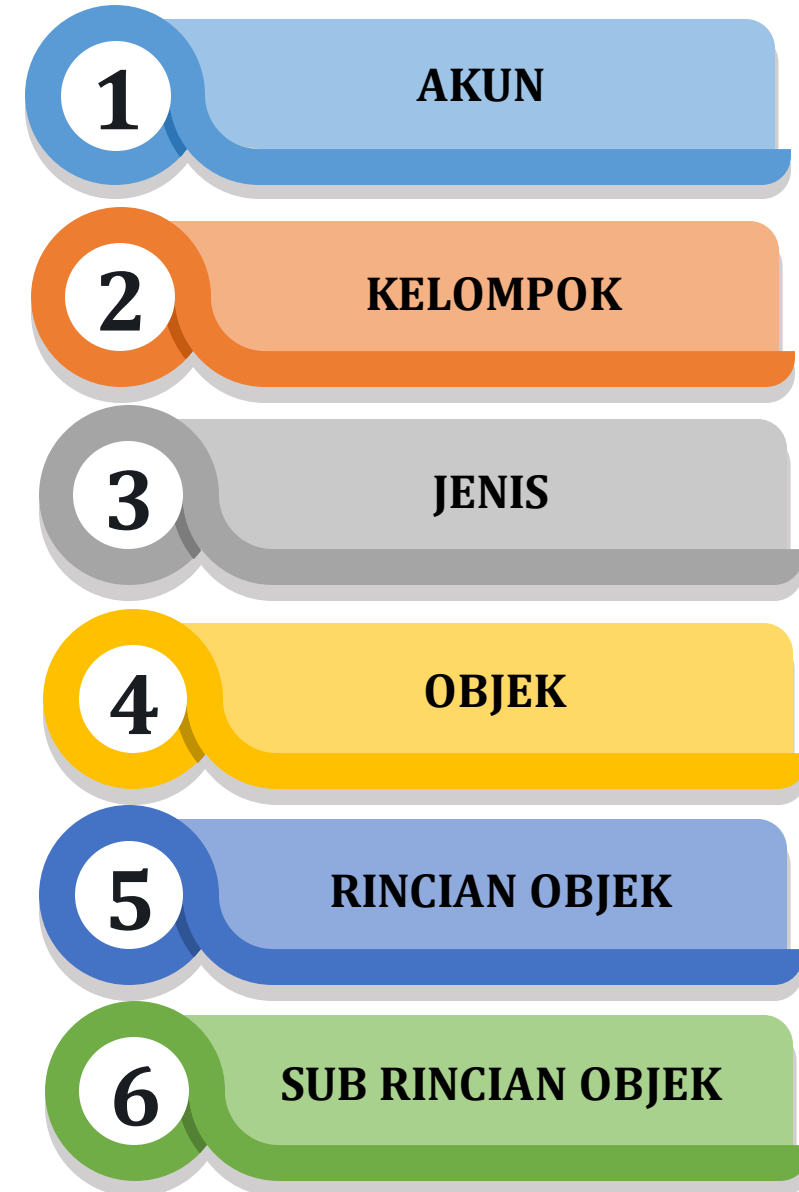 1
AKUN
2
KELOMPOK
3
JENIS
4
OBJEK
5
RINCIAN OBJEK
6
SUB RINCIAN OBJEK